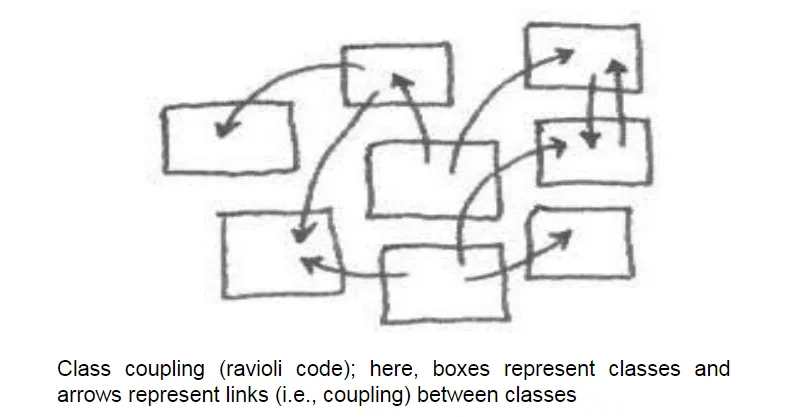 Class coupling (ravioli code); here, boxes represent classes and
arrows represent links (i.e., coupling) between classes